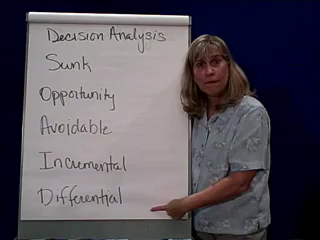 Decision Analysis
Sunk
Opportunity
Avoidable
Incremental
Differential